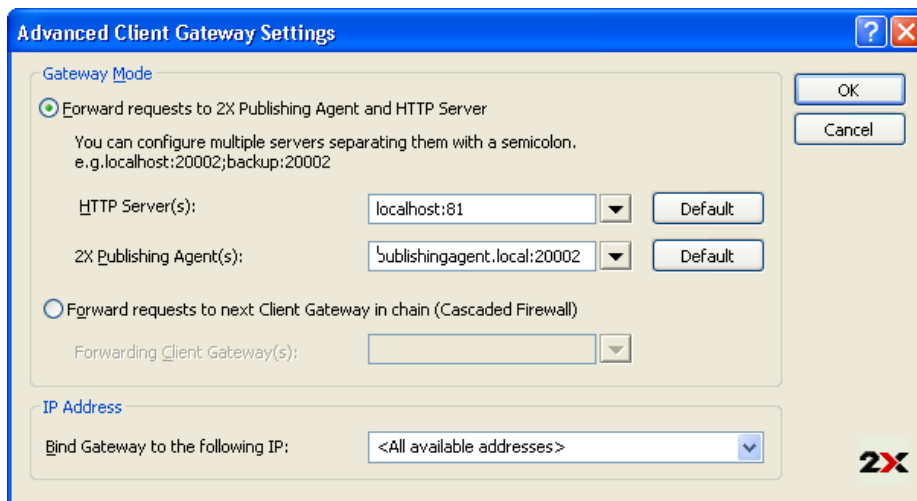 Advanced Client Gateway Settings
Gateway Mode
Forward requests to 2X Publishing Agent and HTTP Server
You can configure multiple servers separating them with a semicolon.
e.g.localhost:20002;backup:20002
HTTP Server(s): localhost:81 Default
2X Publishing Agent(s): publishingagent.local:20002 Default
Forward requests to next Client Gateway in chain (Cascaded Firewall)
Forwarding Client Gateway(s):
IP Address
Bind Gateway to the following IP: <All available addresses>
OK
Cancel
2X